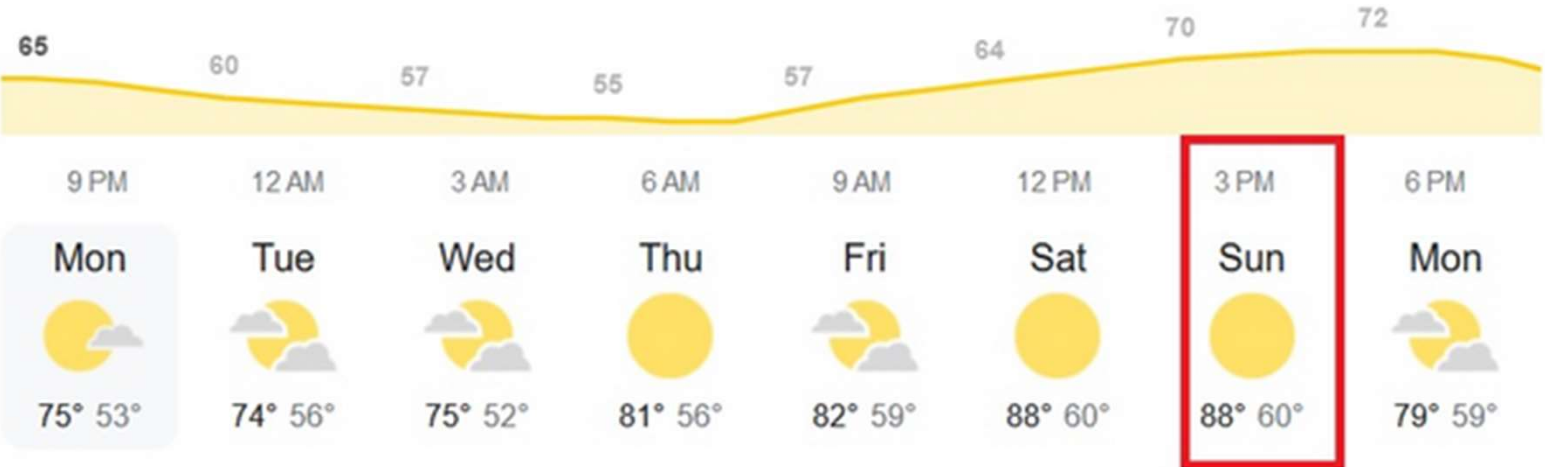 65 60 57 55 57 64 70 72
9 PM 12 AM 3 AM 6 AM 9 AM 12 PM 3 PM 6 PM
Mon Tue Wed Thu Fri Sat Sun Mon
75° 53° 74° 56° 75° 52° 81° 56° 82° 59° 88° 60° 88° 60° 79° 59°